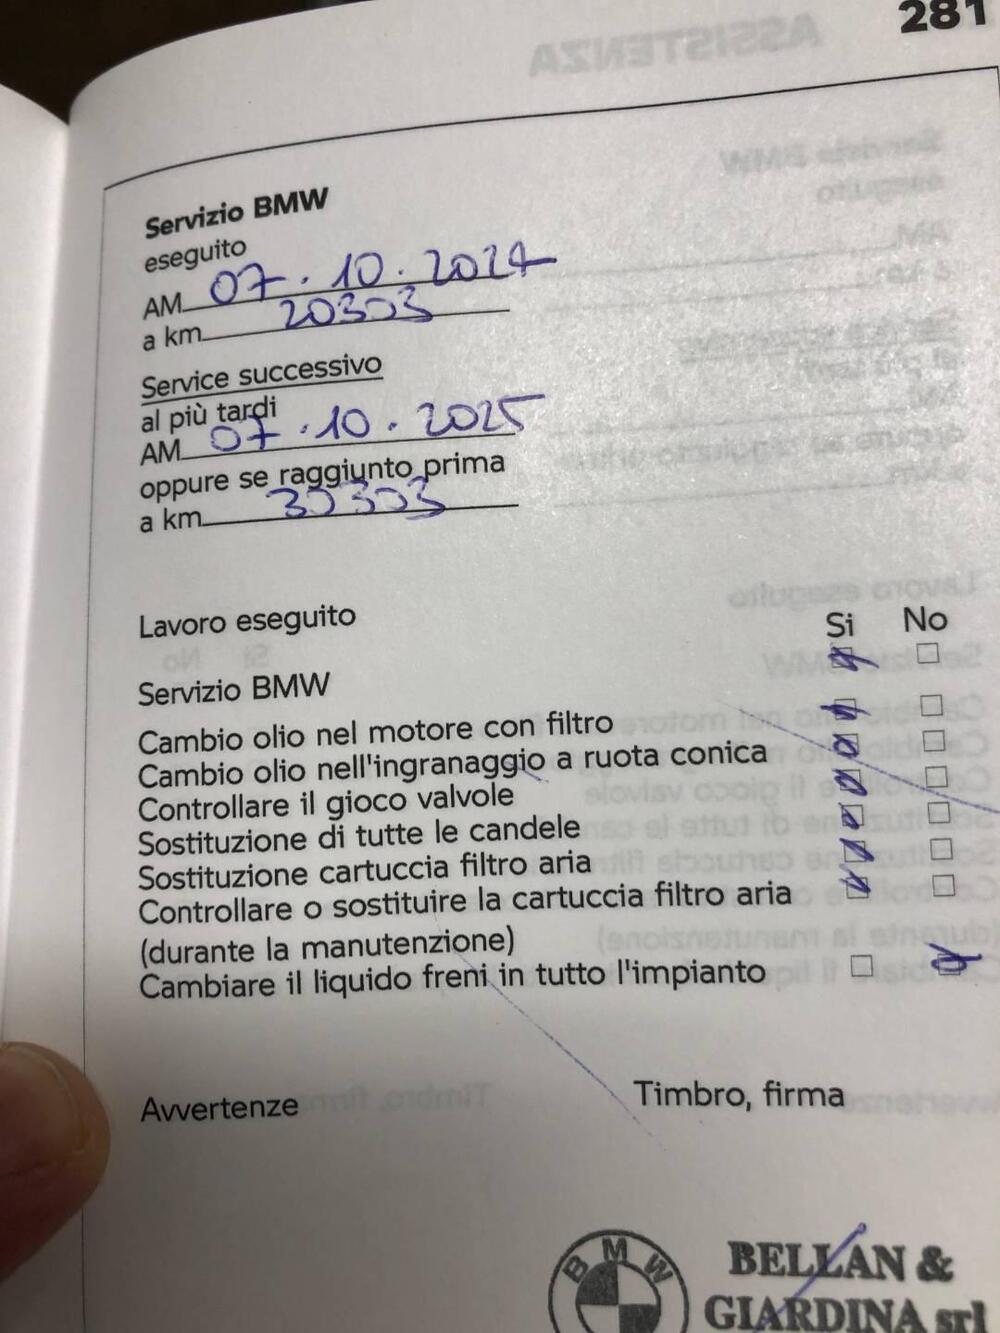 281
Servizio BMW
eseguito
AM 07.10.2024
a km 20303
Service successivo
al più tardi
AM 07.10.2025
oppure se raggiunto prima
a km 30303
Lavoro eseguito Si No
Servizio BMW
Cambio olio nel motore con filtro
Cambio olio nell'ingranaggio a ruota conica
Controllare il gioco valvole
Sostituzione di tutte le candele
Sostituzione cartuccia filtro aria
Controllare o sostituire la cartuccia filtro aria
(durante la manutenzione)
Cambiare il liquido freni in tutto l'impianto
Avvertenze Timbro, firma
BMW BELLAN &
GIARDINA srl